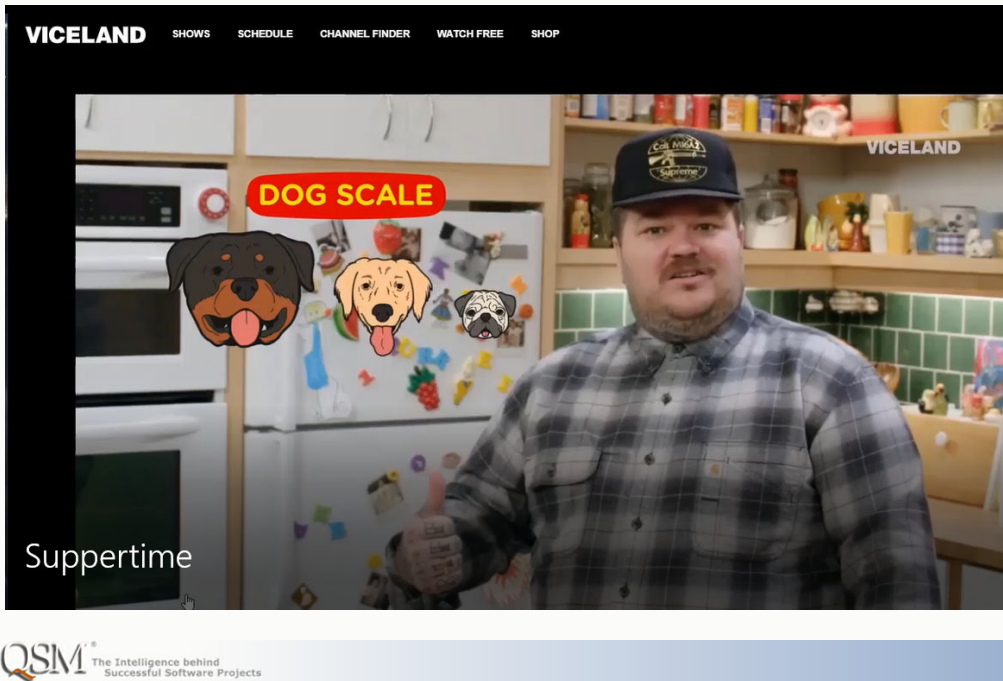 VICELAND SHOWS SCHEDULE CHANNEL FINDER WATCH FREE SHOP
VICELAND
Supreme
DOG SCALE
Suppertime
QSM®
The Intelligence behind
Successful Software Projects